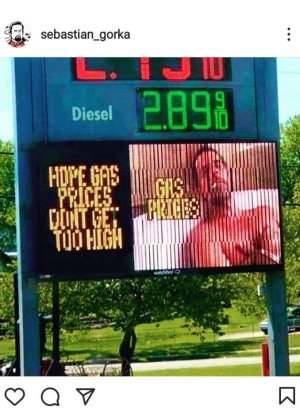 sebastian_gorka
Diesel 2.89 9/10
HOPE GAS
PRICES
DONT GET
TOO HIGH
GAS
PRICES